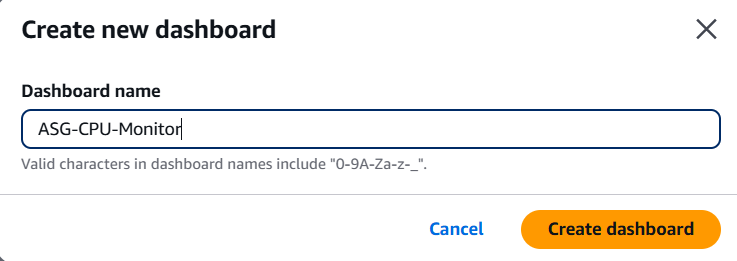 Create new dashboard
Dashboard name
ASG-CPU-Monitor
Valid characters in dashboard names include "0-9A-Za-z-_".
Cancel
Create dashboard